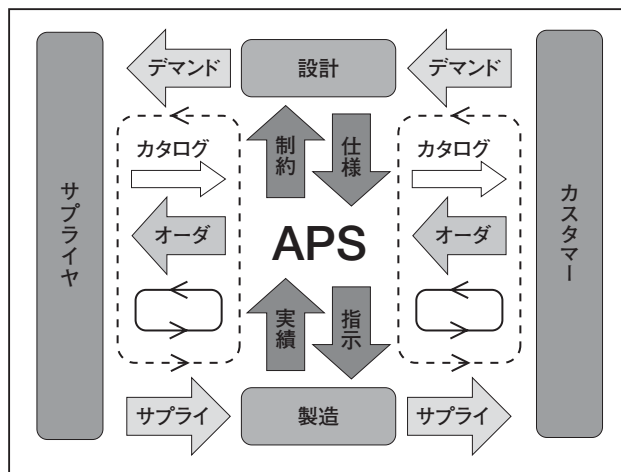 デマンド
設計
デマンド
サプライヤ
カタログ
制約
仕様
カタログ
カスタマー
オーダ
APS
オーダ
実績
指示
サプライ
製造
サプライ